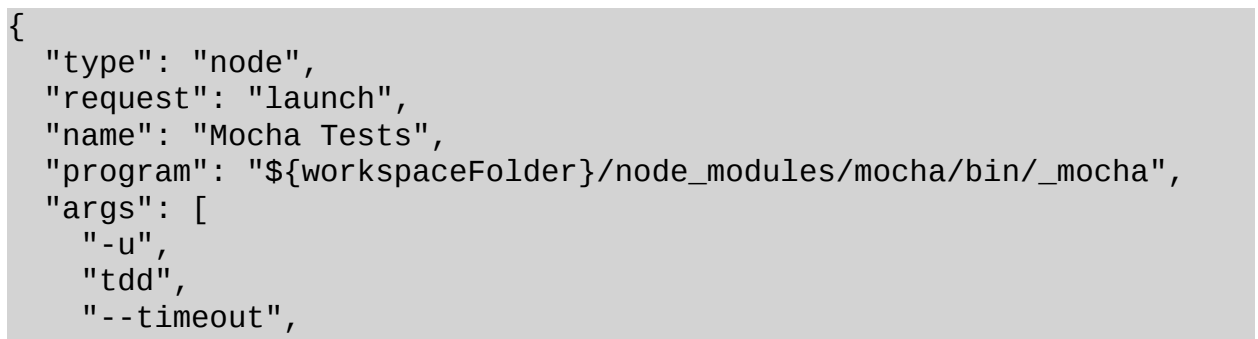 {
  "type": "node",
  "request": "launch",
  "name": "Mocha Tests",
  "program": "${workspaceFolder}/node_modules/mocha/bin/_mocha",
  "args": [
    "-u",
    "tdd",
    "--timeout",